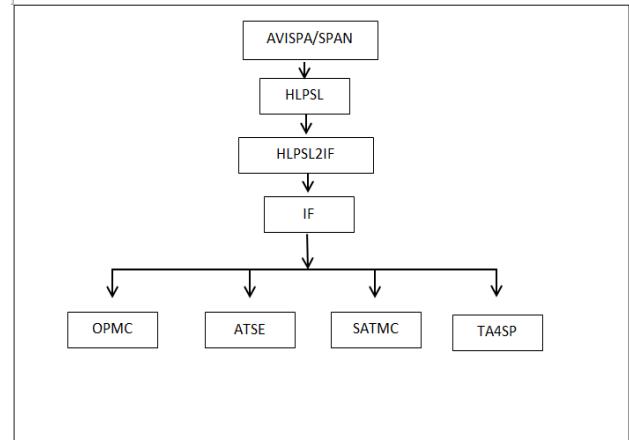 AVISPA/SPAN
HLPSL
HLPSL2IF
IF
OPMC
ATSE
SATMC
TA4SP